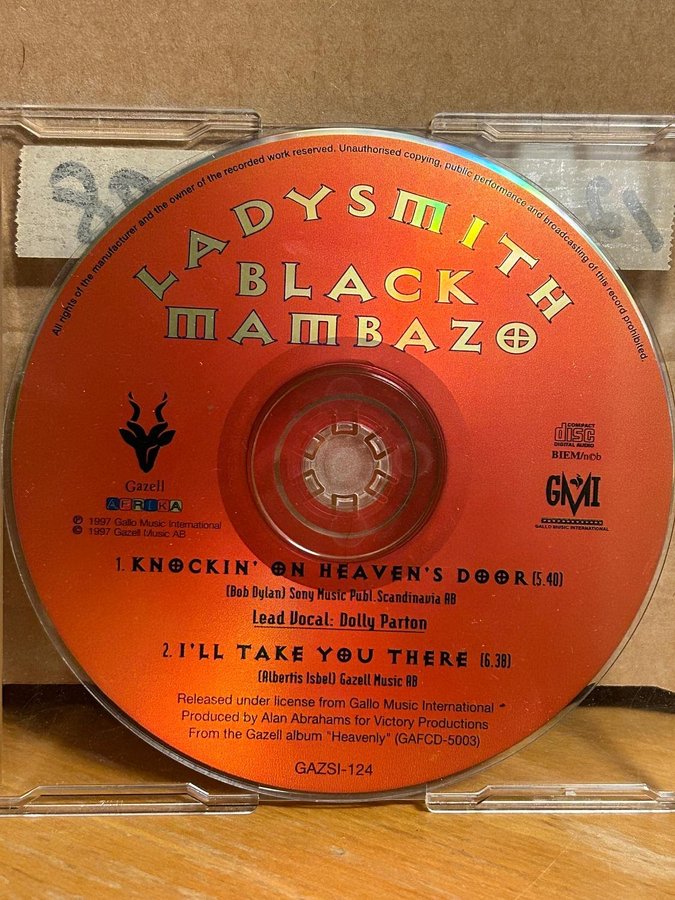 All rights of the manufacturer and the owner of the recorded work reserved. Unauthorised copying, public performance and broadcasting of this record prohibited.
LADYSMITH
BLACK
MAMBAZO
Gazell
AFRIKA
℗ 1997 Gallo Music International
© 1997 Gazell Music AB
COMPACT
disc
DIGITAL AUDIO
BIEM/n©b
GMI
GALLO MUSIC INTERNATIONAL
1. KNOCKIN' ON HEAVEN'S DOOR (5.40)
(Bob Dylan) Sony Music Publ. Scandinavia AB
Lead Vocal: Dolly Parton
2. I'LL TAKE YOU THERE (6.38)
(Albertis Isbel) Gazell Music AB
Released under license from Gallo Music International
Produced by Alan Abrahams for Victory Productions
From the Gazell album "Heavenly" (GAFCD-5003)
GAZSI-124